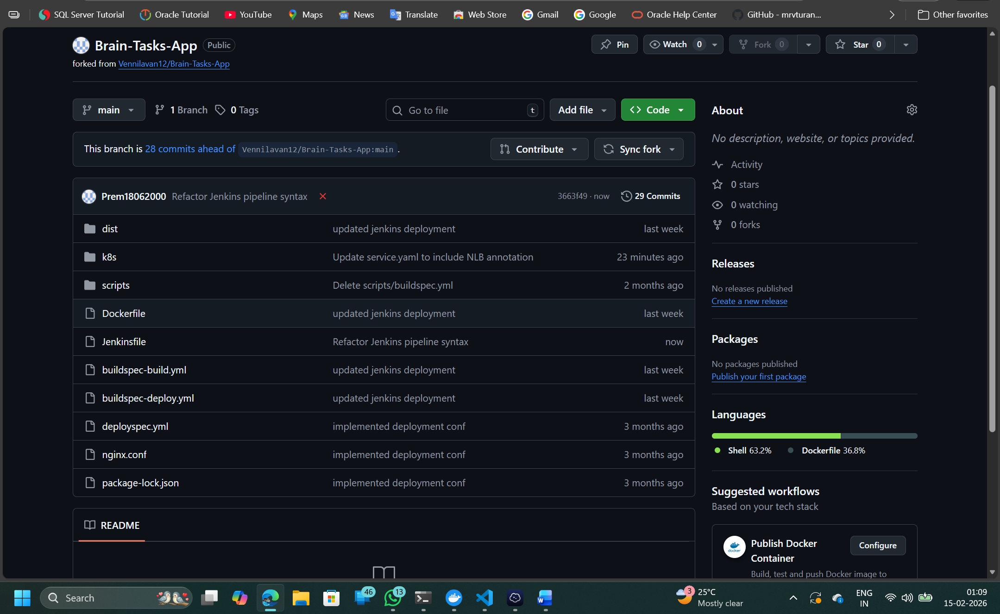 SQL Server Tutorial
Oracle Tutorial
YouTube
Maps
News
Translate
Web Store
Gmail
Google
Oracle Help Center
GitHub - mrvturan...
Other favorites
Brain-Tasks-App Public
Pin
Watch 0
Fork 0
Star 0
forked from Vennilavan12/Brain-Tasks-App
main
1 Branch
0 Tags
Go to file t
Add file
Code
This branch is 28 commits ahead of Vennilavan12/Brain-Tasks-App:main .
Contribute
Sync fork
Prem18062000 Refactor Jenkins pipeline syntax 3663f49 · now 29 Commits
dist updated jenkins deployment last week
k8s Update service.yaml to include NLB annotation 23 minutes ago
scripts Delete scripts/buildspec.yml 2 months ago
Dockerfile updated jenkins deployment last week
Jenkinsfile Refactor Jenkins pipeline syntax now
buildspec-build.yml updated jenkins deployment last week
buildspec-deploy.yml updated jenkins deployment last week
deployspec.yml implemented deployment conf 3 months ago
nginx.conf implemented deployment conf 3 months ago
package-lock.json implemented deployment conf 3 months ago
README
About
No description, website, or topics provided.
Activity
0 stars
0 watching
0 forks
Releases
No releases published
Create a new release
Packages
No packages published
Publish your first package
Languages
Shell 63.2% Dockerfile 36.8%
Suggested workflows
Based on your tech stack
docker
Publish Docker
Container
Configure
Build, test and push Docker image to
Search
46
13
3
25°C
Mostly clear
ENG
IN
01:09
15-02-2026